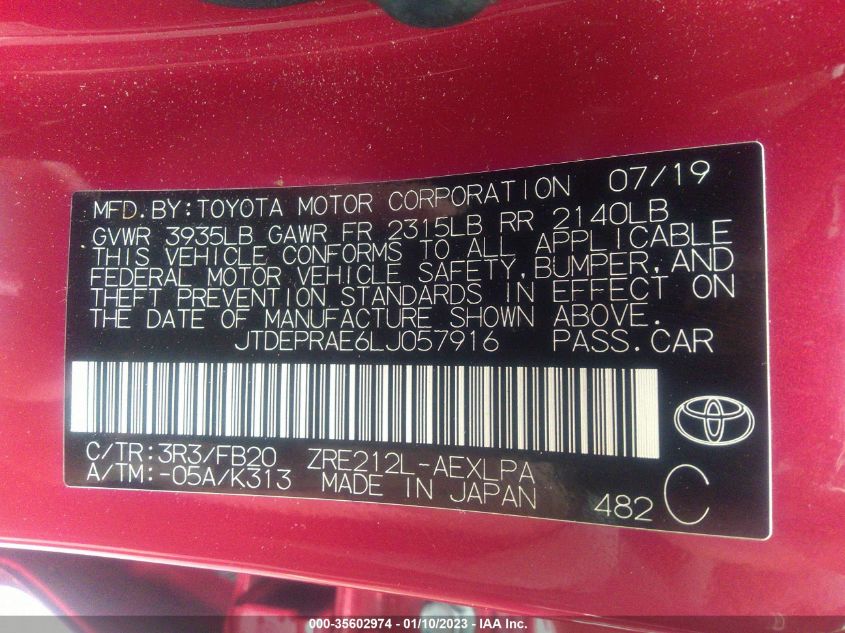 MFD.BY:TOYOTA MOTOR CORPORATION 07/19
GVWR 3935LB GAWR FR 2315LB RR 2140LB
THIS VEHICLE CONFORMS TO ALL APPLICABLE
FEDERAL MOTOR VEHICLE SAFETY,BUMPER,AND
THEFT PREVENTION STANDARDS IN EFFECT ON
THE DATE OF MANUFACTURE SHOWN ABOVE.
JTDEPRAE6LJ057916 PASS.CAR
C/TR:3R3/FB20 ZRE212L-AEXLPA
A/TM:-05A/K313 MADE IN JAPAN 482 C
000-35602974 - 01/10/2023 - IAA Inc.